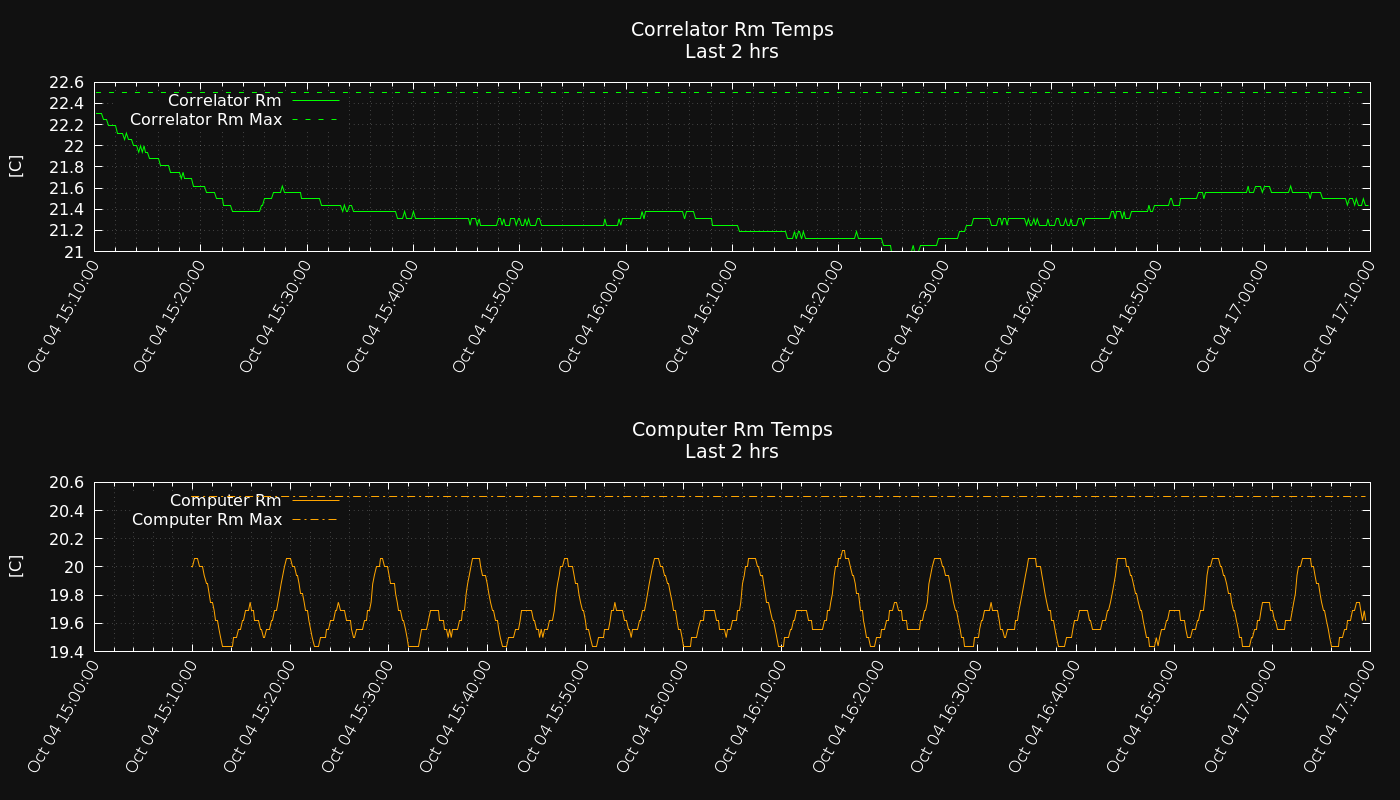 Correlator Rm Temps
Last 2 hrs
[C]
22.6
22.4
22.2
22
21.8
21.6
21.4
21.2
21
Correlator Rm
Correlator Rm Max
Oct 04 15:10:00
Oct 04 15:20:00
Oct 04 15:30:00
Oct 04 15:40:00
Oct 04 15:50:00
Oct 04 16:00:00
Oct 04 16:10:00
Oct 04 16:20:00
Oct 04 16:30:00
Oct 04 16:40:00
Oct 04 16:50:00
Oct 04 17:00:00
Oct 04 17:10:00
Computer Rm Temps
Last 2 hrs
[C]
20.6
20.4
20.2
20
19.8
19.6
19.4
Computer Rm
Computer Rm Max
Oct 04 15:00:00
Oct 04 15:10:00
Oct 04 15:20:00
Oct 04 15:30:00
Oct 04 15:40:00
Oct 04 15:50:00
Oct 04 16:00:00
Oct 04 16:10:00
Oct 04 16:20:00
Oct 04 16:30:00
Oct 04 16:40:00
Oct 04 16:50:00
Oct 04 17:00:00
Oct 04 17:10:00